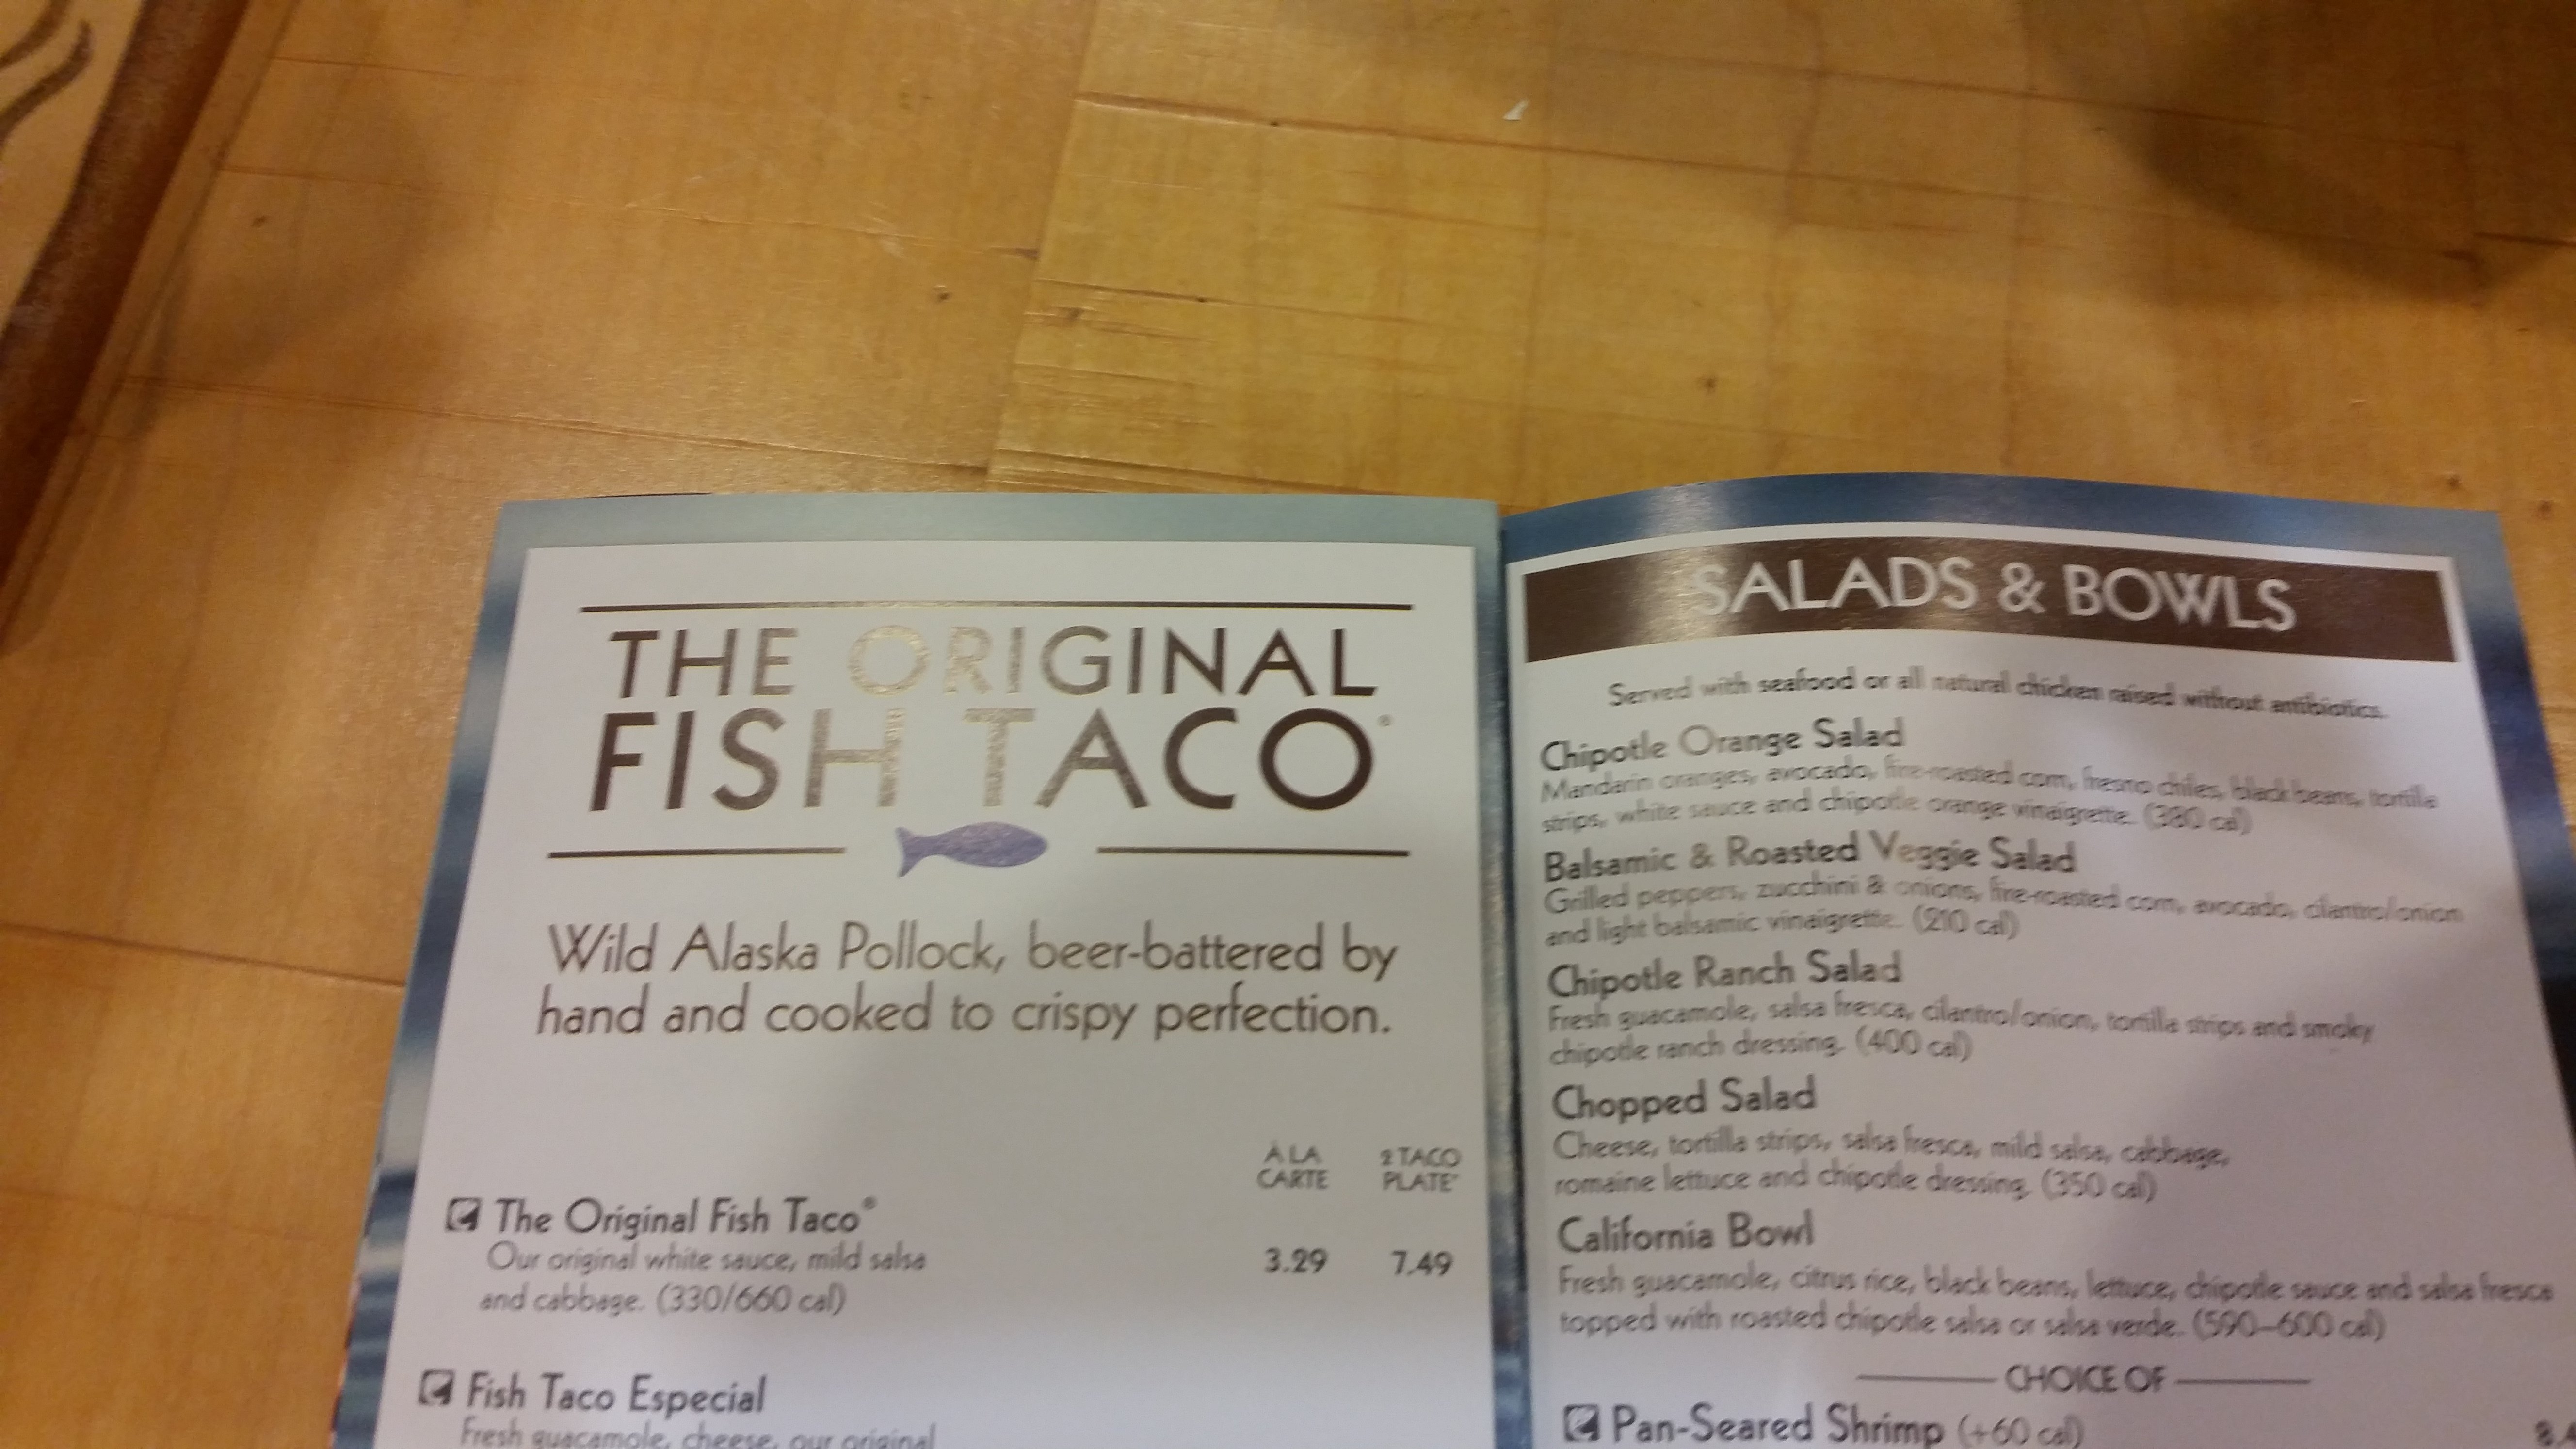 THE ORIGINAL
FISH TACO®
Wild Alaska Pollock, beer-battered by
hand and cooked to crispy perfection.
À LA CARTE
2 TACO PLATE*
The Original Fish Taco®
Our original white sauce, mild salsa
and cabbage. (330/660 cal)
3.29 7.49
Fish Taco Especial
Fresh guacamole, cheese, our original
SALADS & BOWLS
Served with seafood or all natural chicken raised without antibiotics.
Chipotle Orange Salad
Mandarin oranges, avocado, fire-roasted corn, fresno chiles, black beans, tortilla
strips, white sauce and chipotle orange vinaigrette. (380 cal)
Balsamic & Roasted Veggie Salad
Grilled peppers, zucchini & onions, fire-roasted corn, avocado, cilantro/onion
and light balsamic vinaigrette. (210 cal)
Chipotle Ranch Salad
Fresh guacamole, salsa fresca, cilantro/onion, tortilla strips and smoky
chipotle ranch dressing. (400 cal)
Chopped Salad
Cheese, tortilla strips, salsa fresca, mild salsa, cabbage,
romaine lettuce and chipotle dressing. (350 cal)
California Bowl
Fresh guacamole, citrus rice, black beans, lettuce, chipotle sauce and salsa fresca
topped with roasted chipotle salsa or salsa verde. (590–600 cal)
CHOICE OF
Pan-Seared Shrimp (+60 cal)